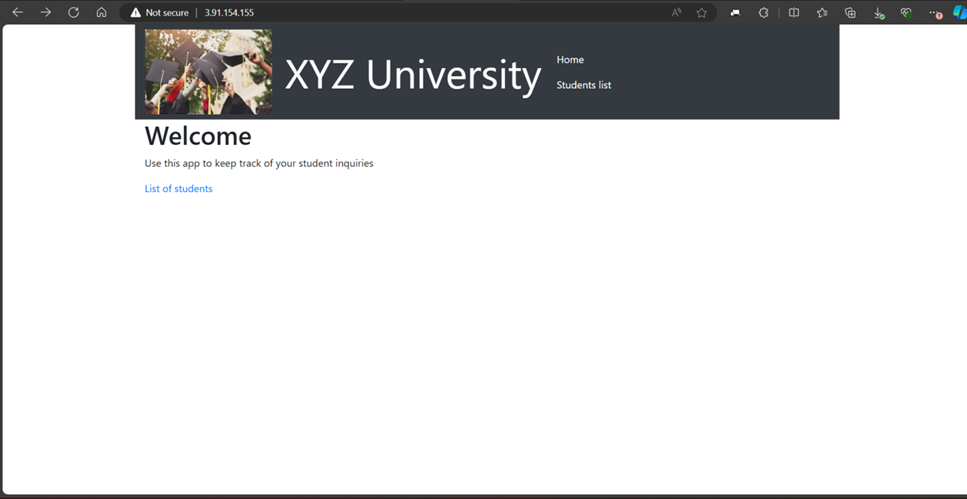 Not secure | 3.91.154.155
XYZ University
Home
Students list
Welcome
Use this app to keep track of your student inquiries
List of students